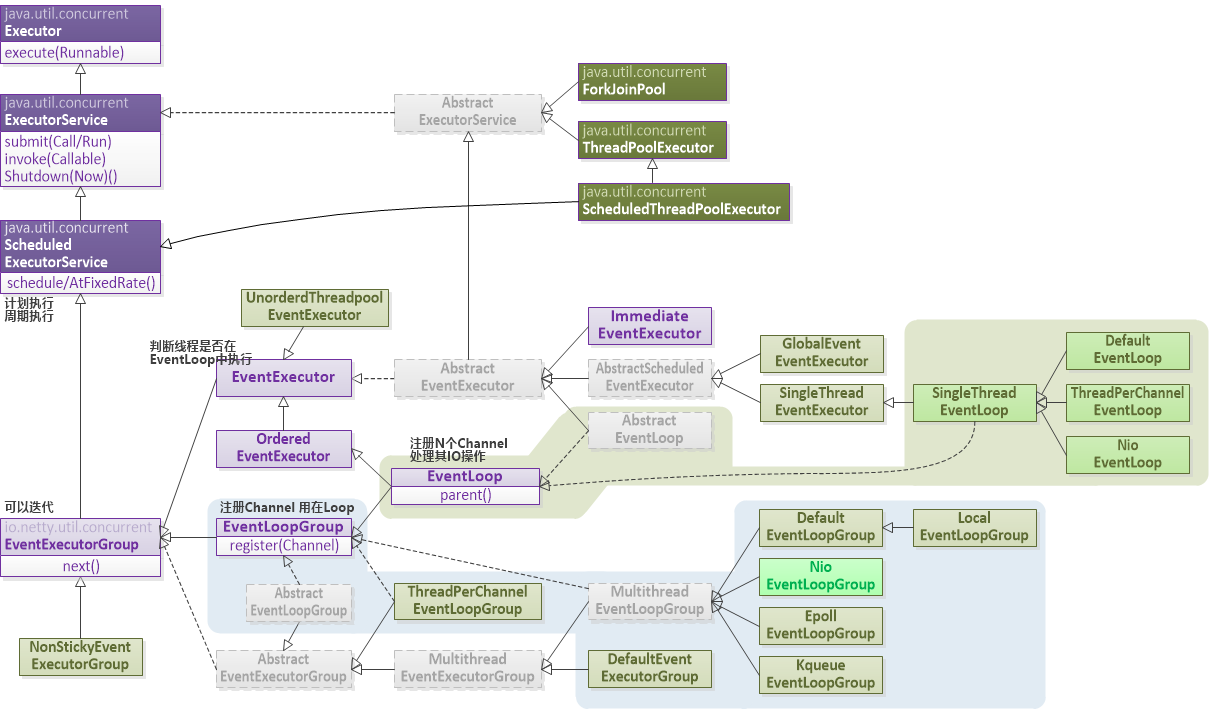 java.util.concurrent
Executor
execute(Runnable)
java.util.concurrent
ExecutorService
submit(Call/Run)
invoke(Callable)
Shutdown(Now)()
java.util.concurrent
Scheduled
ExecutorService
schedule/AtFixedRate()
计划执行
周期执行
可以迭代
io.netty.util.concurrent
EventExecutorGroup
next()
NonStickyEvent
ExecutorGroup
Abstract
ExecutorService
java.util.concurrent
ForkJoinPool
java.util.concurrent
ThreadPoolExecutor
java.util.concurrent
ScheduledThreadPoolExecutor
UnorderdThreadpool
EventExecutor
判断线程是否在
EventLoop中执行
EventExecutor
Ordered
EventExecutor
Abstract
EventExecutor
Immediate
EventExecutor
AbstractScheduled
EventExecutor
Abstract
EventLoop
GlobalEvent
EventExecutor
SingleThread
EventExecutor
SingleThread
EventLoop
Default
EventLoop
ThreadPerChannel
EventLoop
Nio
EventLoop
注册N个Channel
处理其IO操作
EventLoop
parent()
注册Channel 用在Loop
EventLoopGroup
register(Channel)
Abstract
EventLoopGroup
ThreadPerChannel
EventLoopGroup
Multithread
EventLoopGroup
Abstract
EventExecutorGroup
Multithread
EventExecutorGroup
DefaultEvent
ExecutorGroup
Default
EventLoopGroup
Local
EventLoopGroup
Nio
EventLoopGroup
Epoll
EventLoopGroup
Kqueue
EventLoopGroup